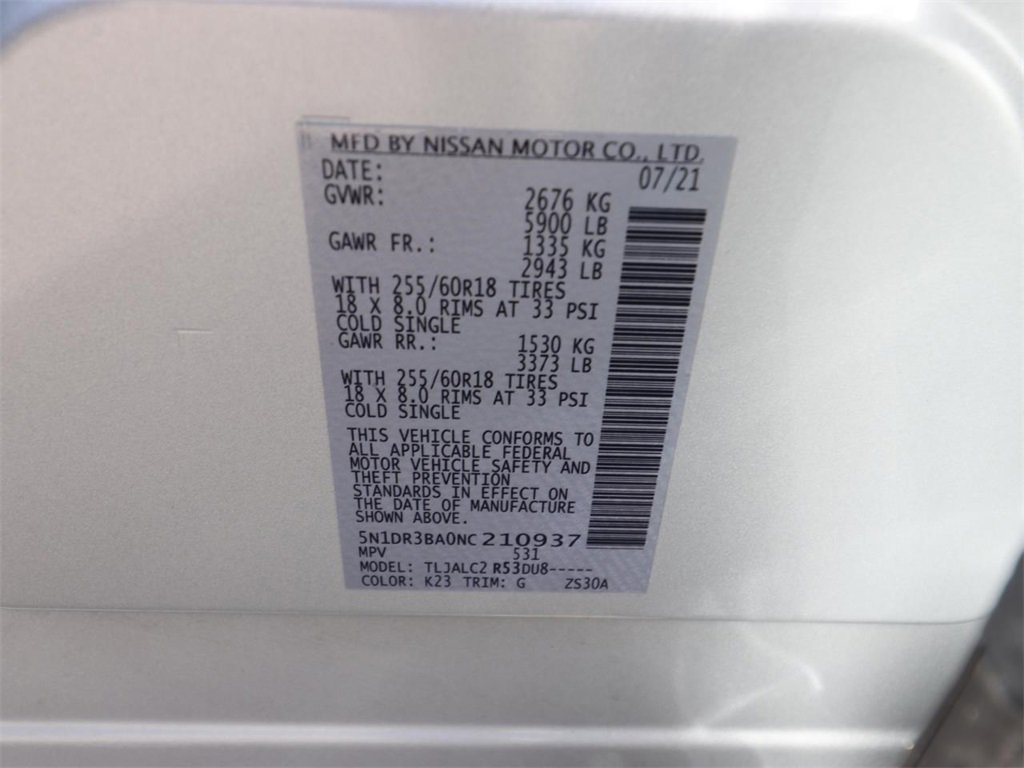 MFD BY NISSAN MOTOR CO., LTD.
DATE: 07/21
GVWR: 2676 KG
5900 LB
GAWR FR.: 1335 KG
2943 LB
WITH 255/60R18 TIRES
18 X 8.0 RIMS AT 33 PSI
COLD SINGLE
GAWR RR.: 1530 KG
3373 LB
WITH 255/60R18 TIRES
18 X 8.0 RIMS AT 33 PSI
COLD SINGLE
THIS VEHICLE CONFORMS TO
ALL APPLICABLE FEDERAL
MOTOR VEHICLE SAFETY AND
THEFT PREVENTION
STANDARDS IN EFFECT ON
THE DATE OF MANUFACTURE
SHOWN ABOVE.
5N1DR3BA0NC210937
MPV 531
MODEL: TLJALC2 R53DU8-----
COLOR: K23 TRIM: G ZS30A